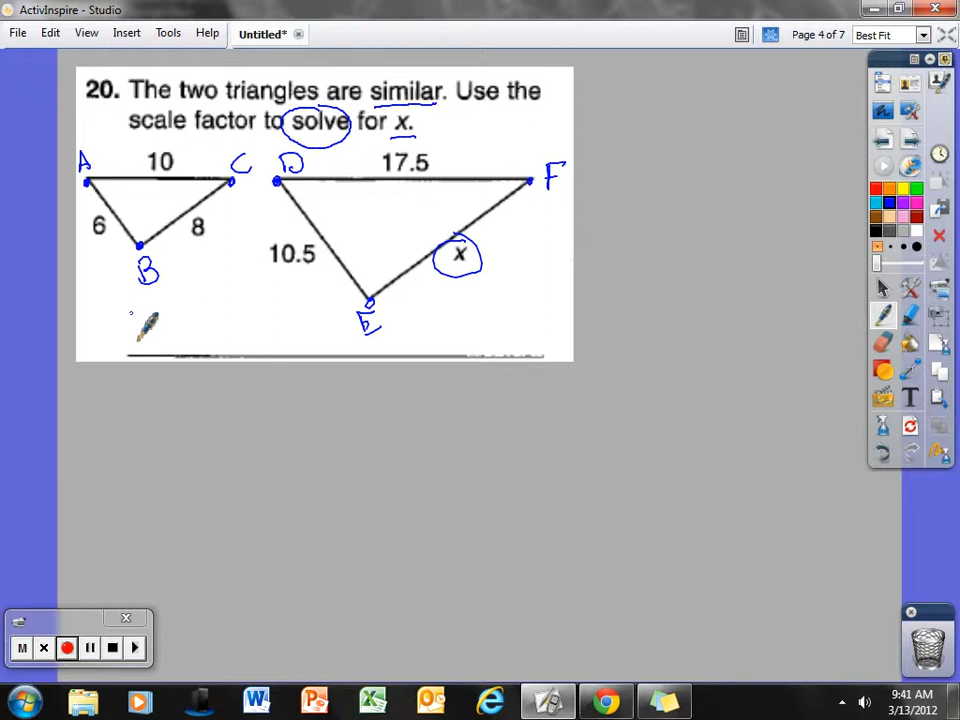 ActivInspire - Studio
File Edit View Insert Tools Help Untitled* Page 4 of 7 Best Fit
20. The two triangles are similar. Use the
scale factor to solve for x.
A 10 C D 17.5 F
6 8 10.5 x
B
E
M
T
W P X O
9:41 AM
3/13/2012